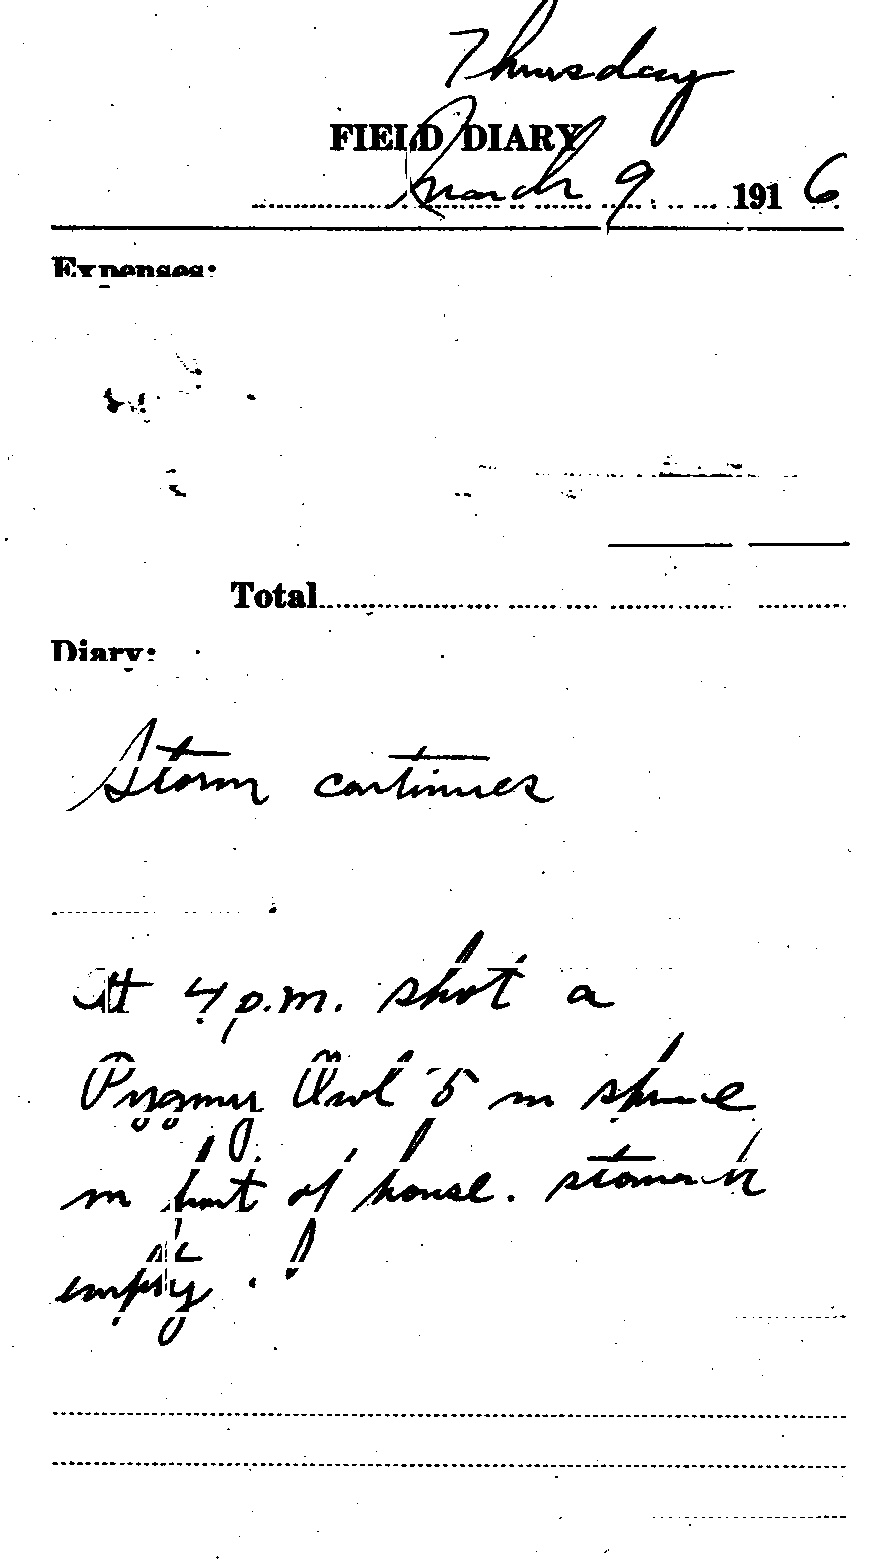 Thursday
FIELD DIARY
March 9. 1916
Expenses:
Total
Diary:
Storm continues
At 4 p.m. shot a
Pygmy Owl in spruce
in front of house. stomach
empty.